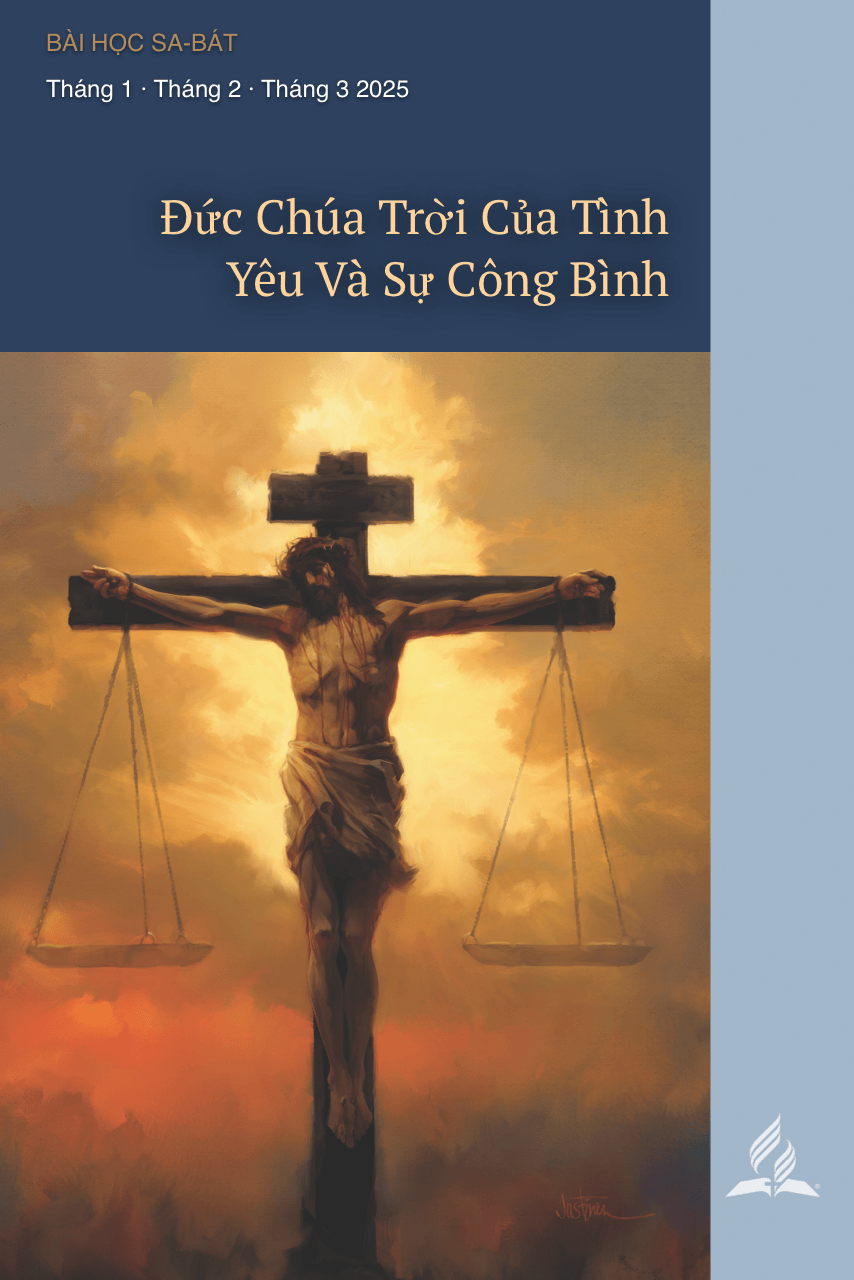 BÀI HỌC SA-BÁT
Tháng 1 · Tháng 2 · Tháng 3 2025
Đức Chúa Trời Của Tình
Yêu Và Sự Công Bình